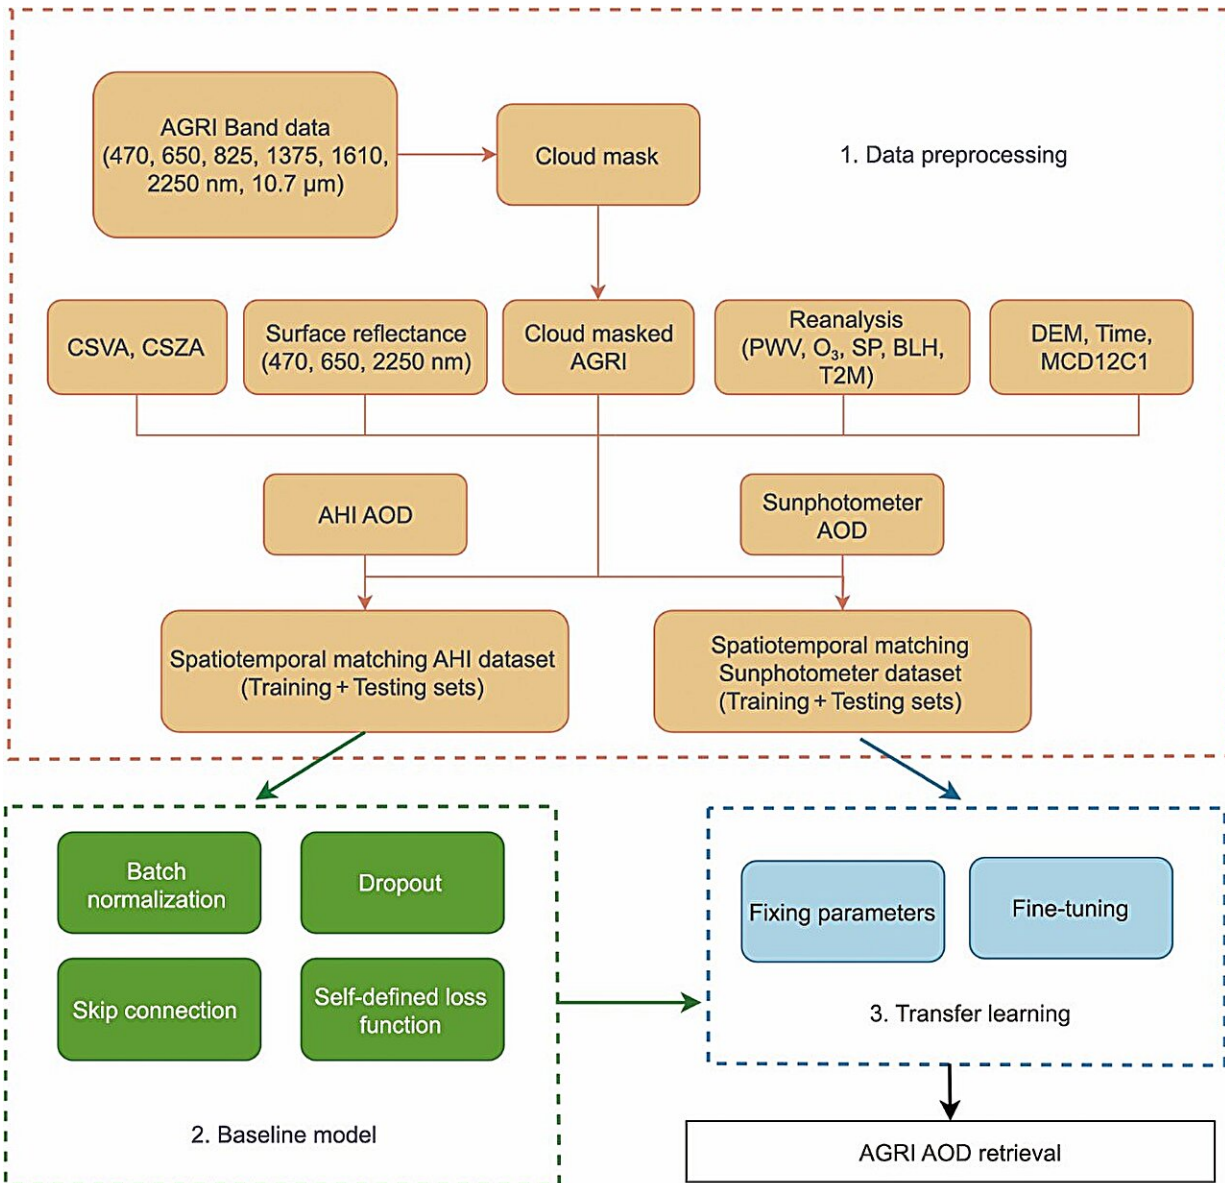 AGRI Band data
(470, 650, 825, 1375, 1610,
2250 nm, 10.7 µm)
Cloud mask
1. Data preprocessing
CSVA, CSZA
Surface reflectance
(470, 650, 2250 nm)
Cloud masked
AGRI
Reanalysis
(PWV, O₃, SP, BLH,
T2M)
DEM, Time,
MCD12C1
AHI AOD
Sunphotometer
AOD
Spatiotemporal matching AHI dataset
(Training + Testing sets)
Spatiotemporal matching
Sunphotometer dataset
(Training + Testing sets)
Batch
normalization
Dropout
Skip connection
Self-defined loss
function
2. Baseline model
Fixing parameters
Fine-tuning
3. Transfer learning
AGRI AOD retrieval